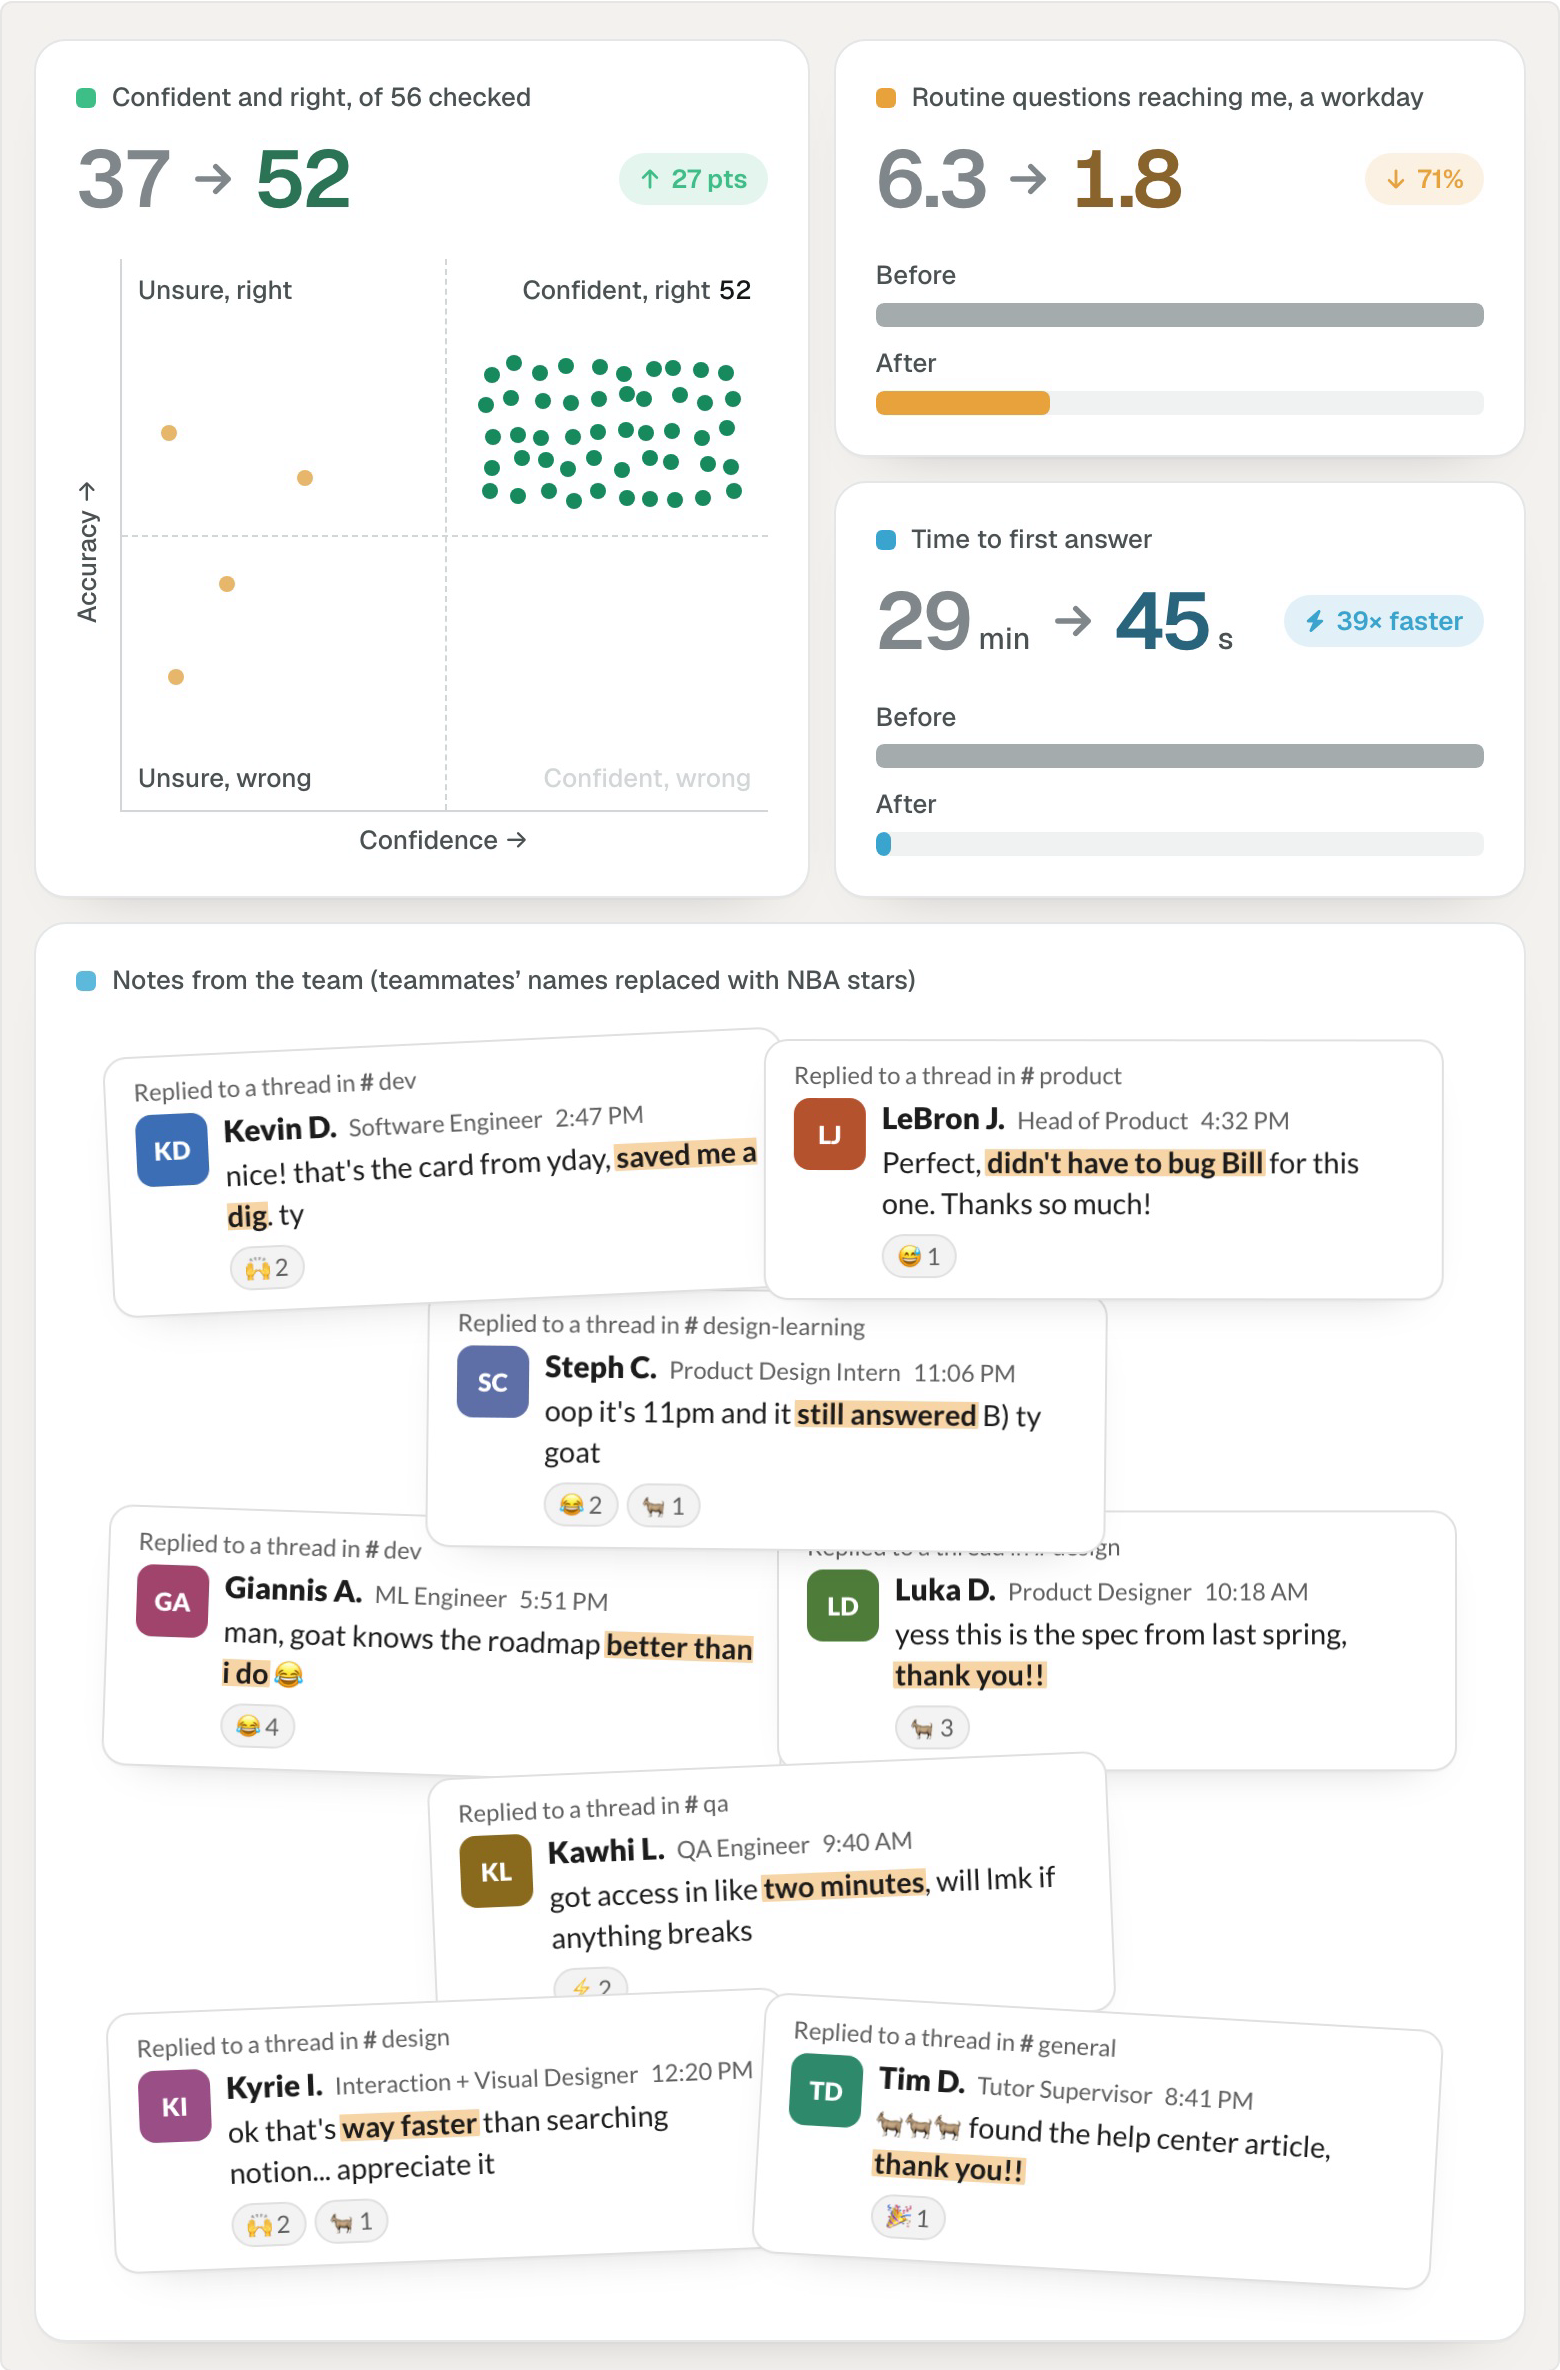 Confident and right, of 56 checked
37 → 52
↑ 27 pts
Unsure, right
Confident, right 52
Accuracy →
Unsure, wrong
Confident, wrong
Confidence →
Routine questions reaching me, a workday
6.3 → 1.8
↓ 71%
Before
After
Time to first answer
29 min → 45 s
39× faster
Before
After
Notes from the team (teammates’ names replaced with NBA stars)
Replied to a thread in # dev
KD
Kevin D. Software Engineer 2:47 PM
nice! that's the card from yday, saved me a
dig. ty
🙌 2
Replied to a thread in # product
LJ
LeBron J. Head of Product 4:32 PM
Perfect, didn't have to bug Bill for this
one. Thanks so much!
😅 1
Replied to a thread in # design-learning
SC
Steph C. Product Design Intern 11:06 PM
oop it's 11pm and it still answered B) ty
goat
😂 2 🐐 1
Replied to a thread in # dev
GA
Giannis A. ML Engineer 5:51 PM
man, goat knows the roadmap better than
i do 😂
😂 4
Replied to a thread in # design
LD
Luka D. Product Designer 10:18 AM
yess this is the spec from last spring,
thank you!!
🐐 3
Replied to a thread in # qa
KL
Kawhi L. QA Engineer 9:40 AM
got access in like two minutes, will lmk if
anything breaks
⚡ 2
Replied to a thread in # design
KI
Kyrie I. Interaction + Visual Designer 12:20 PM
ok that's way faster than searching
notion... appreciate it
🙌 2 🐐 1
Replied to a thread in # general
TD
Tim D. Tutor Supervisor 8:41 PM
🐐🐐🐐 found the help center article,
thank you!!
🎉 1